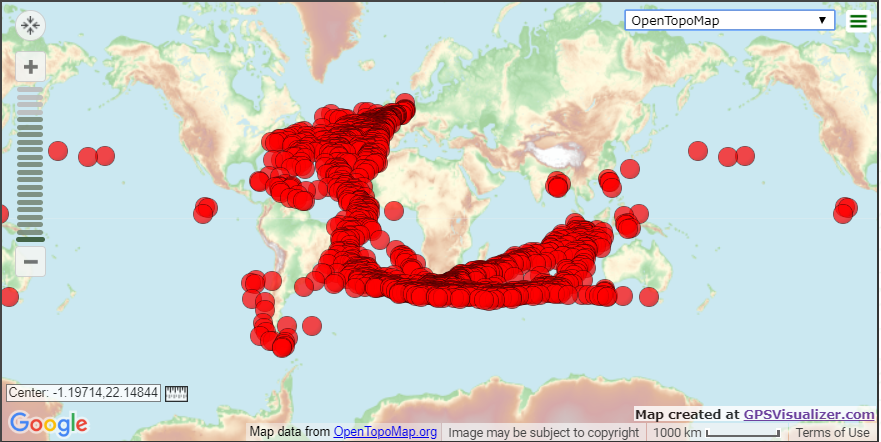 OpenTopoMap
Center: -1.19714,22.14844
Map created at GPSVisualizer.com
Google
Map data from OpenTopoMap.org
Image may be subject to copyright
1000 km
Terms of Use